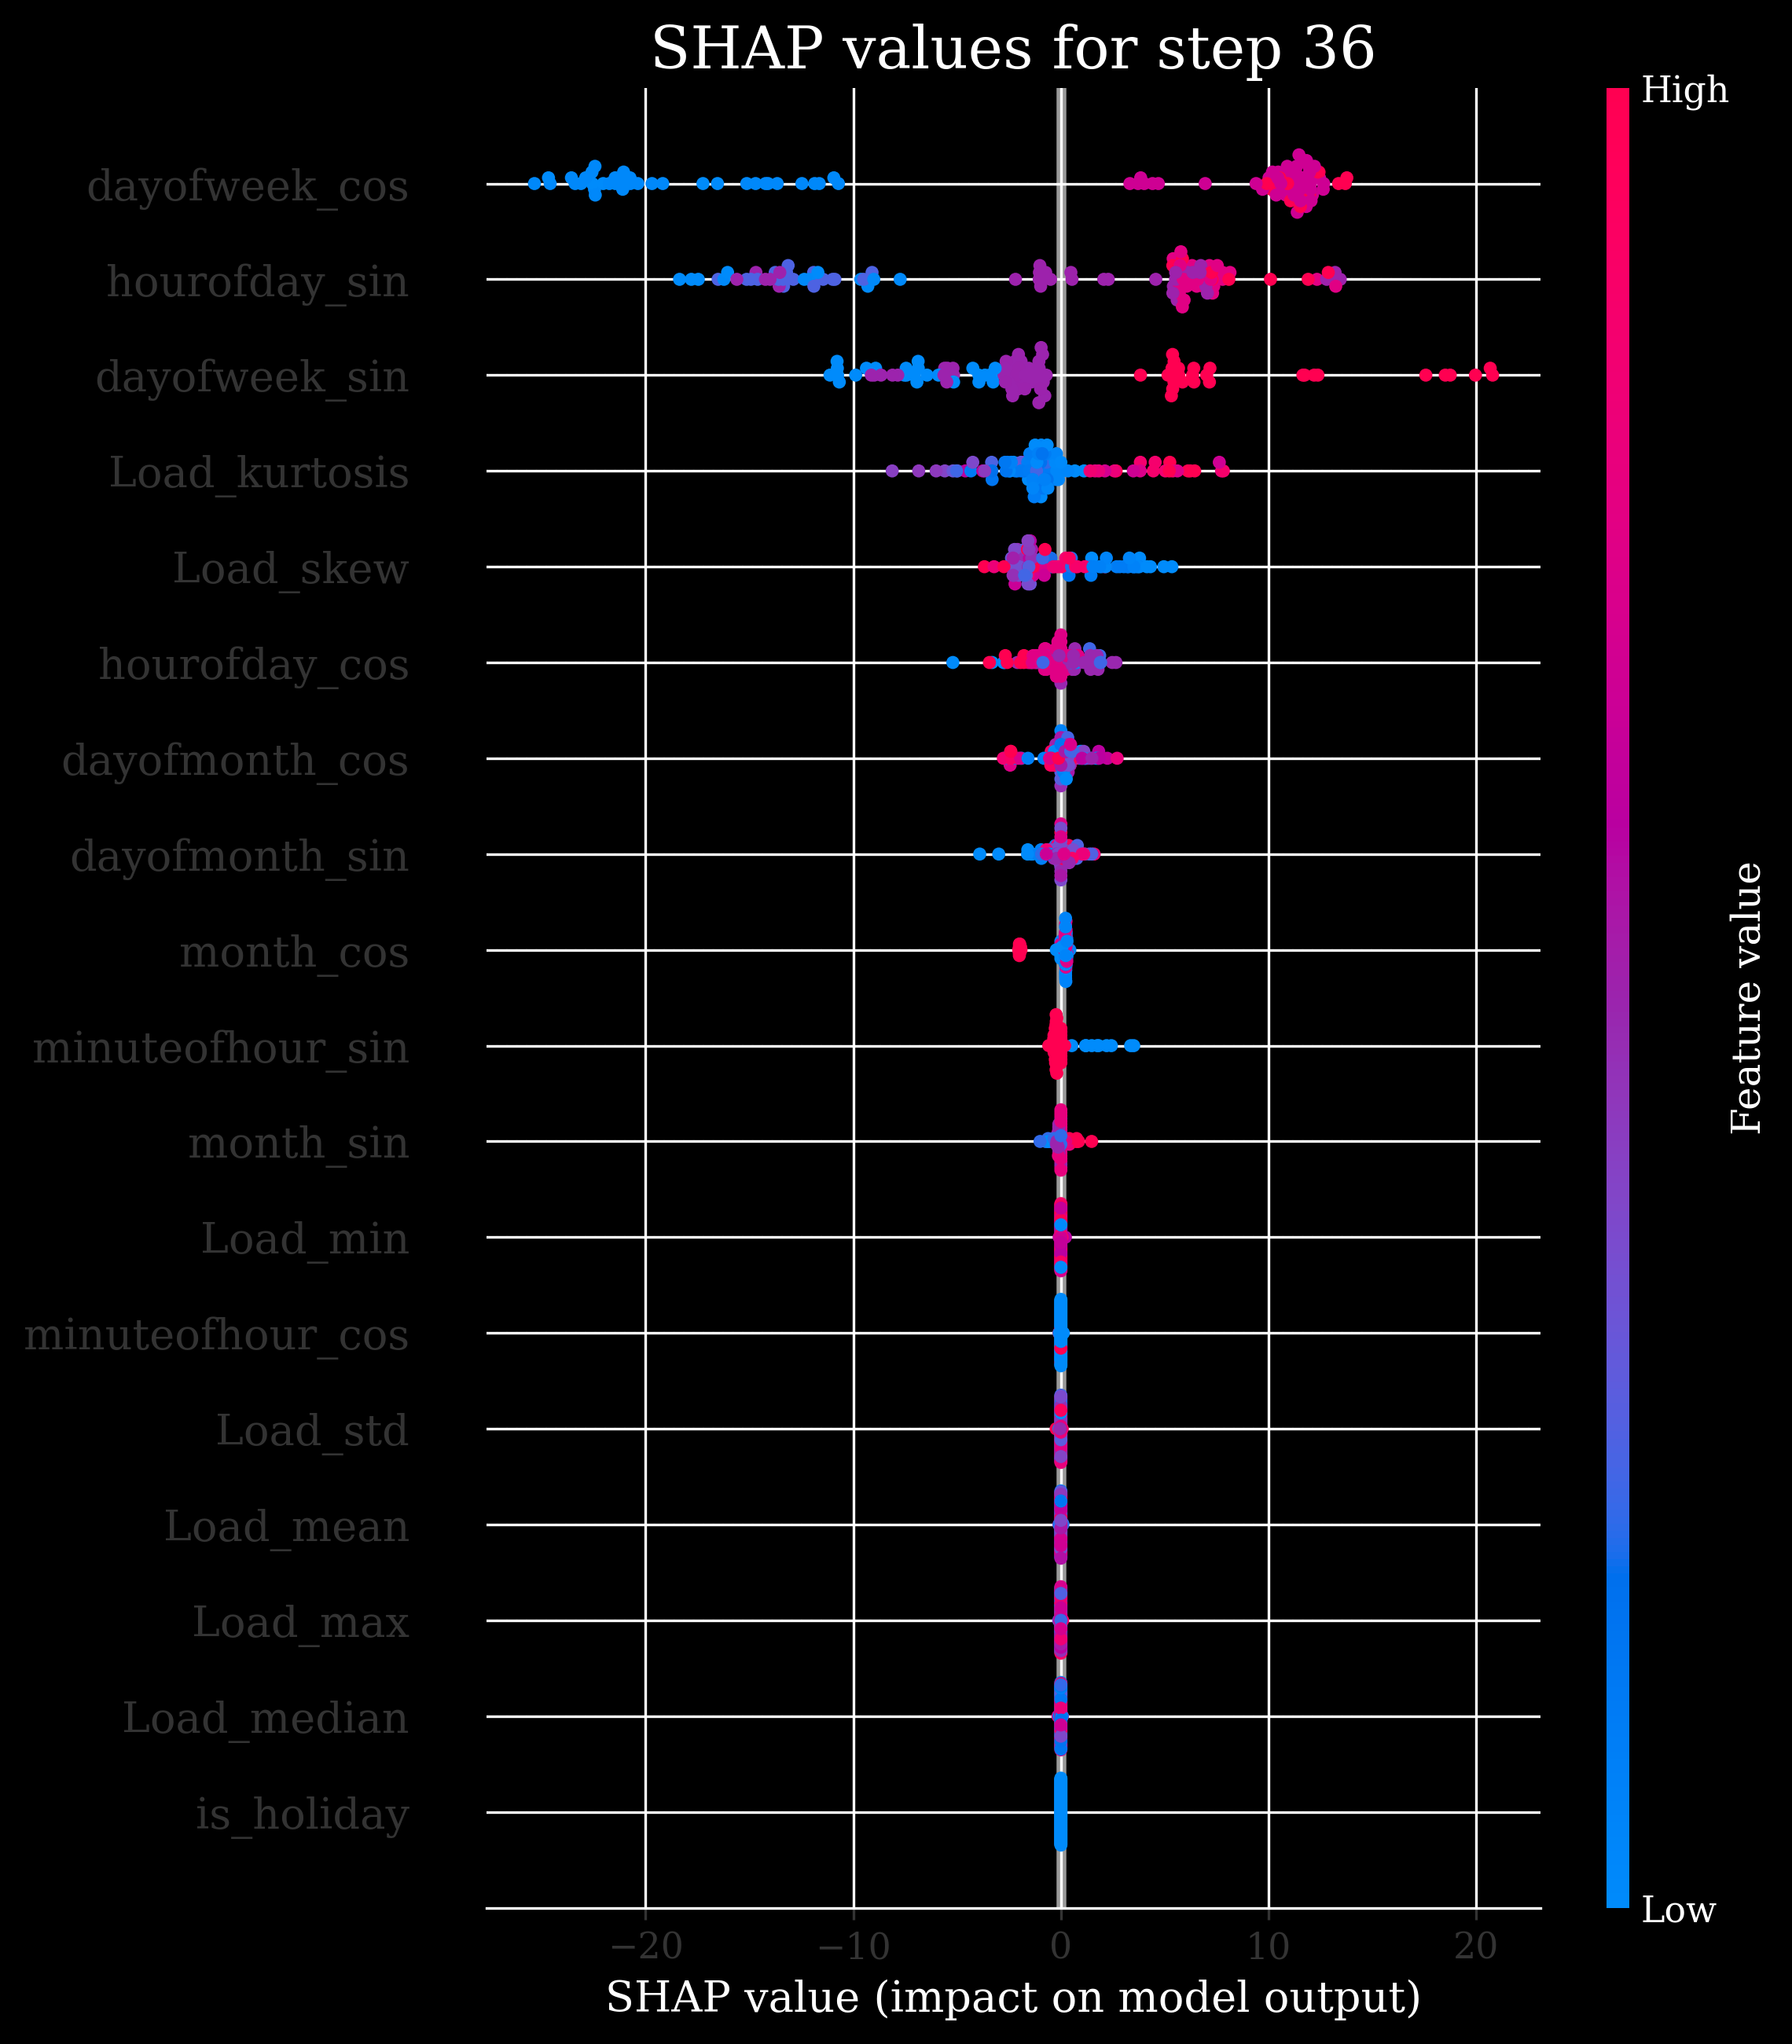 SHAP values for step 36
High
dayofweek_cos
hourofday_sin
dayofweek_sin
Load_kurtosis
Load_skew
hourofday_cos
dayofmonth_cos
dayofmonth_sin
month_cos
minuteofhour_sin
month_sin
Load_min
minuteofhour_cos
Load_std
Load_mean
Load_max
Load_median
is_holiday
Feature value
Low
−20 −10 0 10 20
SHAP value (impact on model output)